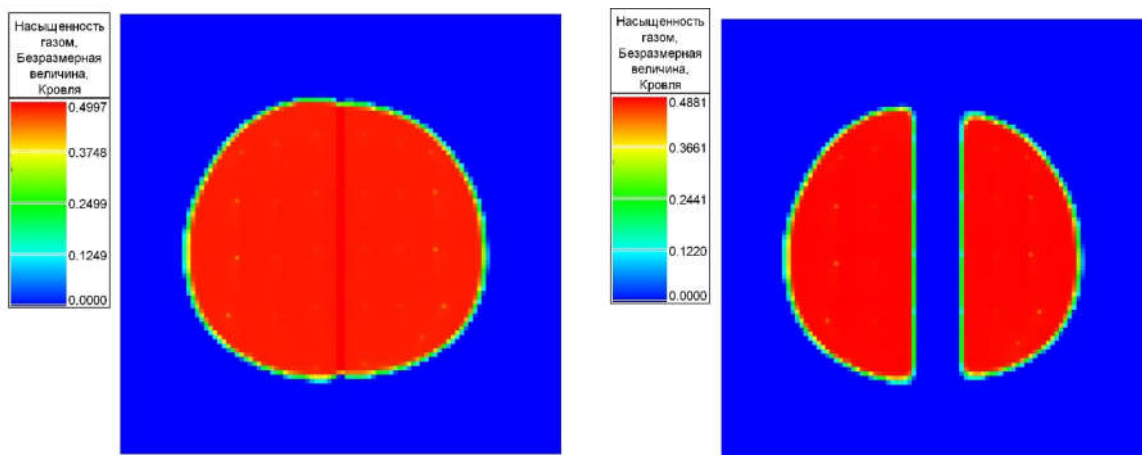 Насыщенность
газом,
Безразмерная
величина,
Кровля
0.4997
0.3748
0.2499
0.1249
0.0000
Насыщенность
газом,
Безразмерная
величина,
Кровля
0.4881
0.3661
0.2441
0.1220
0.0000